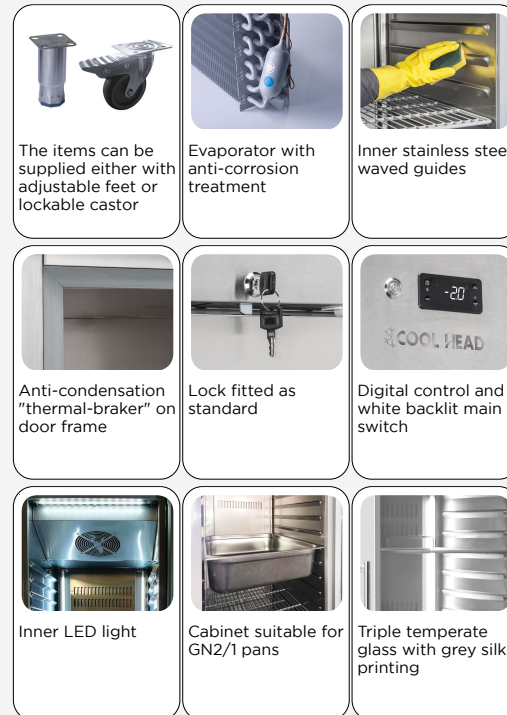 The items can be
supplied either with
adjustable feet or
lockable castor
Evaporator with
anti-corrosion
treatment
Inner stainless stee
waved guides
Anti-condensation
"thermal-braker" on
door frame
Lock fitted as
standard
-20
COOL HEAD
Digital control and
white backlit main
switch
Inner LED light
Cabinet suitable for
GN2/1 pans
Triple temperate
glass with grey silk
printing